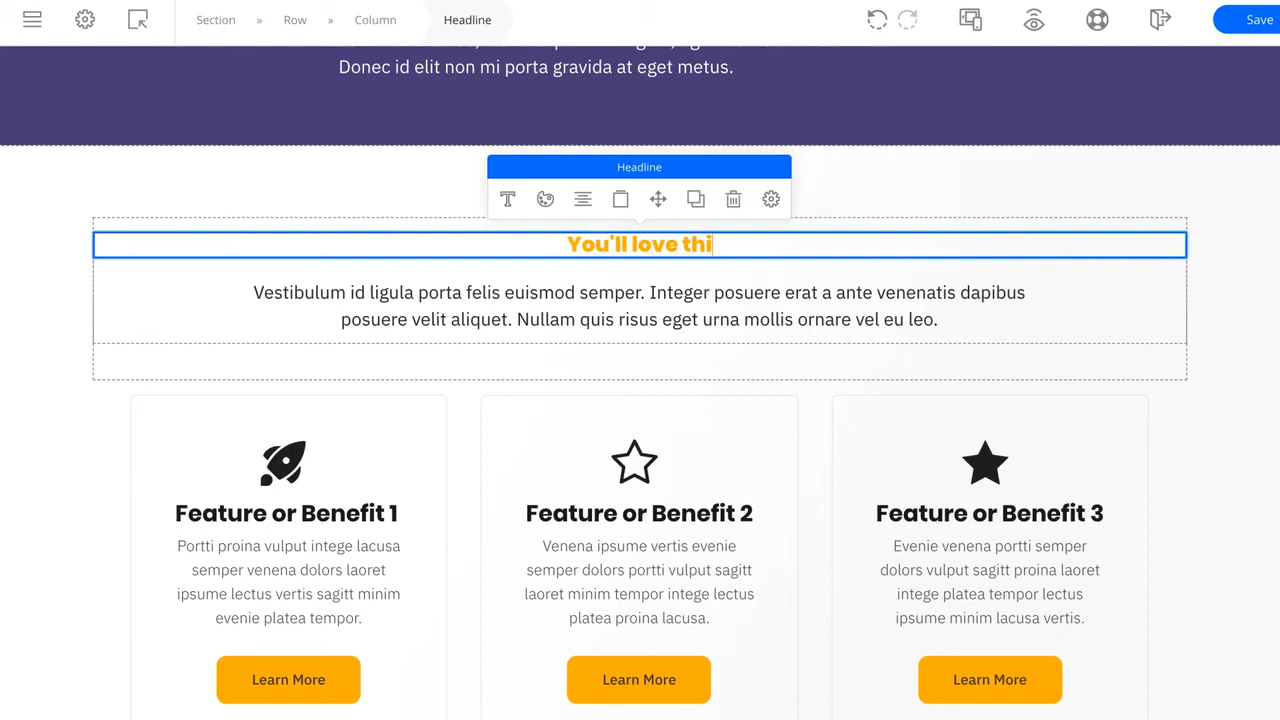 Section » Row » Column Headline
Save
Donec id elit non mi porta gravida at eget metus.
Headline
You'll love thi
Vestibulum id ligula porta felis euismod semper. Integer posuere erat a ante venenatis dapibus
posuere velit aliquet. Nullam quis risus eget urna mollis ornare vel eu leo.
Feature or Benefit 1
Portti proina vulput intege lacusa
semper venena dolors laoret
ipsume lectus vertis sagitt minim
evenie platea tempor.
Learn More
Feature or Benefit 2
Venena ipsume vertis evenie
semper dolors portti vulput sagitt
laoret minim tempor intege lectus
platea proina lacusa.
Learn More
Feature or Benefit 3
Evenie venena portti semper
dolors vulput sagitt proina laoret
intege platea tempor lectus
ipsume minim lacusa vertis.
Learn More